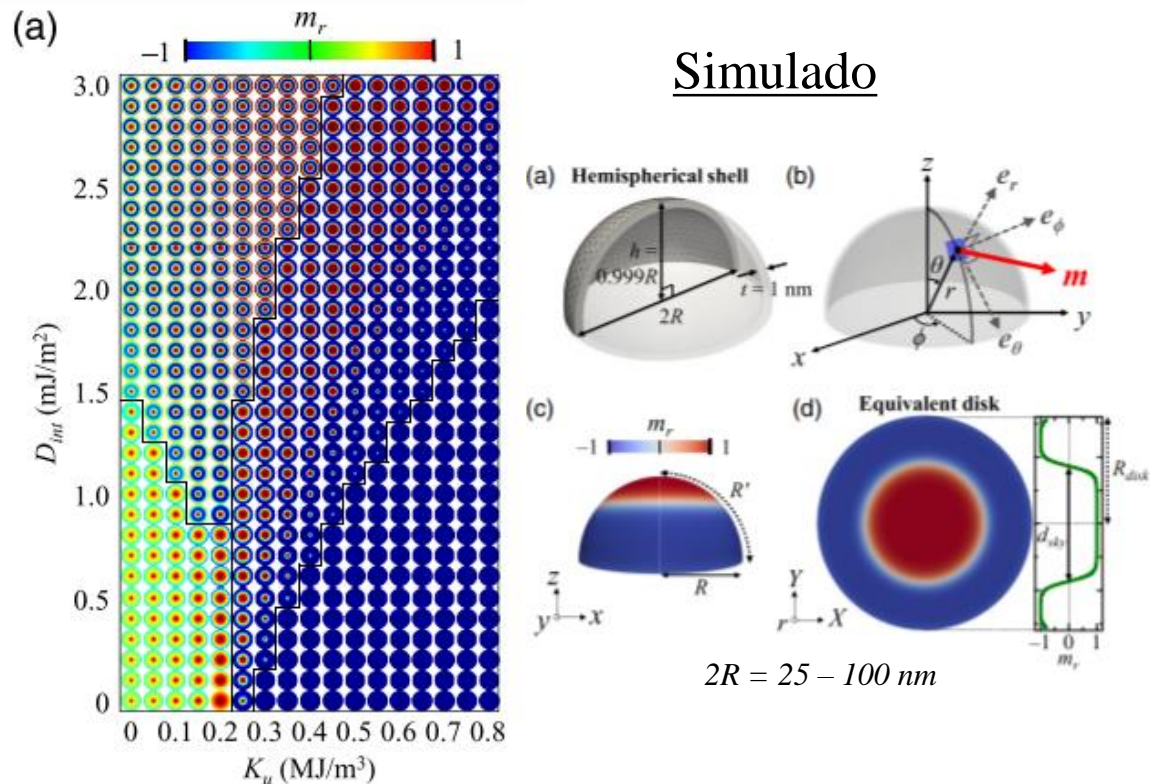 (a)
m_r
−1
1
3.0
2.5
2.0
1.5
1.0
0.5
0
D_int (mJ/m²)
0 0.1 0.2 0.3 0.4 0.5 0.6 0.7 0.8
K_u (MJ/m³)
Simulado
(a) Hemispherical shell
h =
0.999R
2R
t = 1 nm
(b)
z
e_r
e_ϕ
θ
r
m
y
x
ϕ
e_θ
(c)
m_r
−1 1
R'
R
z
y x
(d) Equivalent disk
R_disk
d_sky
Y
r X
−1 0 1
m_r
2R = 25 – 100 nm